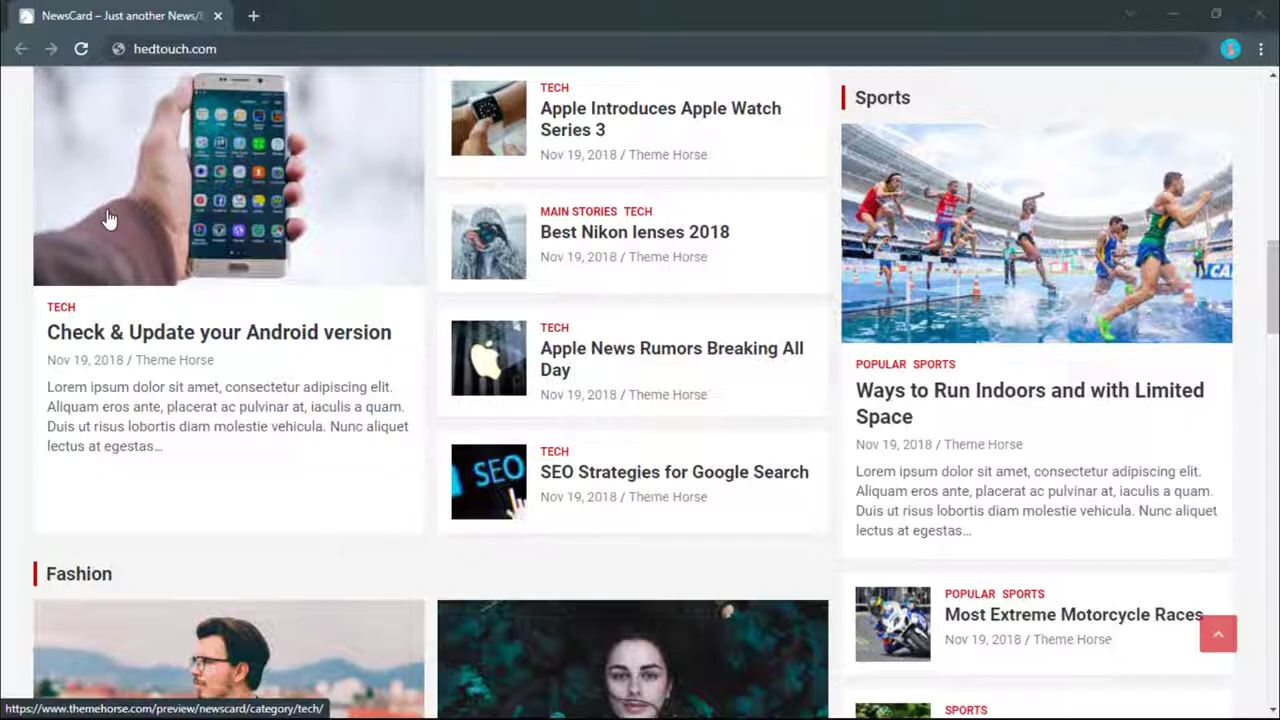 NewsCard – Just another News/
hedtouch.com
TECH
Check & Update your Android version
Nov 19, 2018 / Theme Horse
Lorem ipsum dolor sit amet, consectetur adipiscing elit.
Aliquam eros ante, placerat ac pulvinar at, iaculis a quam.
Duis ut risus lobortis diam molestie vehicula. Nunc aliquet
lectus at egestas…
TECH
Apple Introduces Apple Watch
Series 3
Nov 19, 2018 / Theme Horse
MAIN STORIES TECH
Best Nikon lenses 2018
Nov 19, 2018 / Theme Horse
TECH
Apple News Rumors Breaking All
Day
Nov 19, 2018 / Theme Horse
SEO
TECH
SEO Strategies for Google Search
Nov 19, 2018 / Theme Horse
Fashion
Sports
POPULAR SPORTS
Ways to Run Indoors and with Limited
Space
Nov 19, 2018 / Theme Horse
Lorem ipsum dolor sit amet, consectetur adipiscing elit.
Aliquam eros ante, placerat ac pulvinar at, iaculis a quam.
Duis ut risus lobortis diam molestie vehicula. Nunc aliquet
lectus at egestas…
POPULAR SPORTS
Most Extreme Motorcycle Races
Nov 19, 2018 / Theme Horse
SPORTS
https://www.themehorse.com/preview/newscard/category/tech/